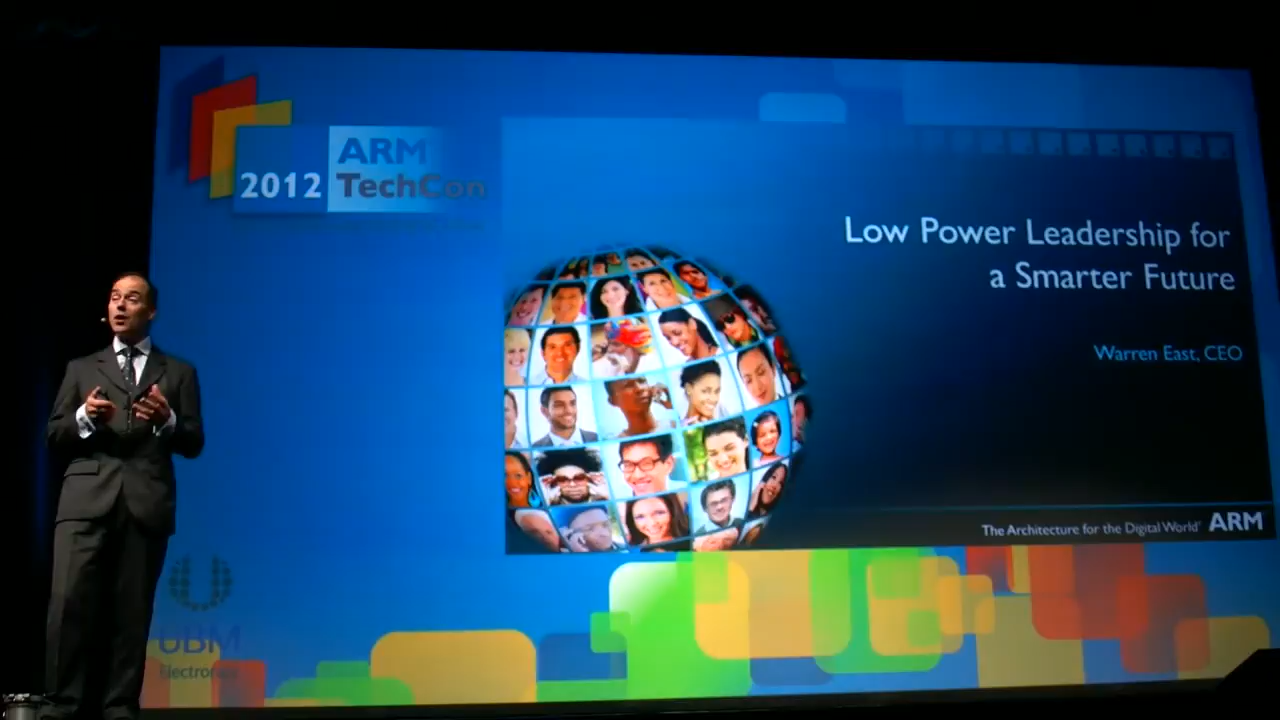 2012
ARM
TechCon
Low Power Leadership for
a Smarter Future
Warren East, CEO
The Architecture for the Digital World® ARM
UBM
Electronics